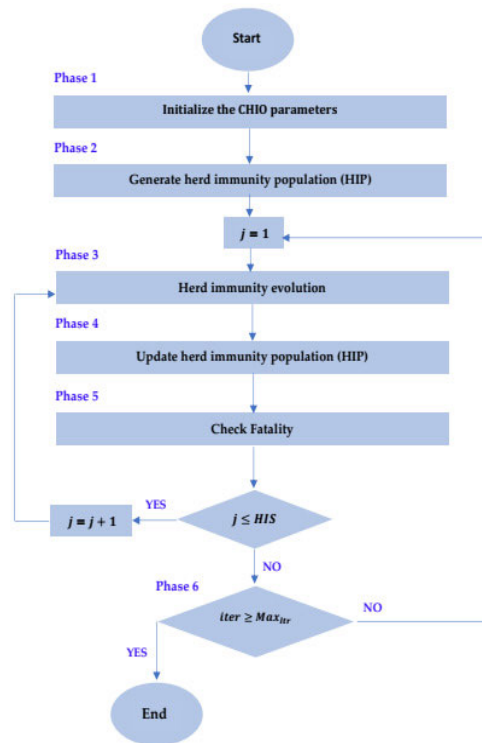 Start
Phase 1
Initialize the CHIO parameters
Phase 2
Generate herd immunity population (HIP)
j = 1
Phase 3
Herd immunity evolution
Phase 4
Update herd immunity population (HIP)
Phase 5
Check Fatality
YES
j = j + 1
j ≤ HIS
NO
Phase 6
iter ≥ Max_itr
NO
YES
End